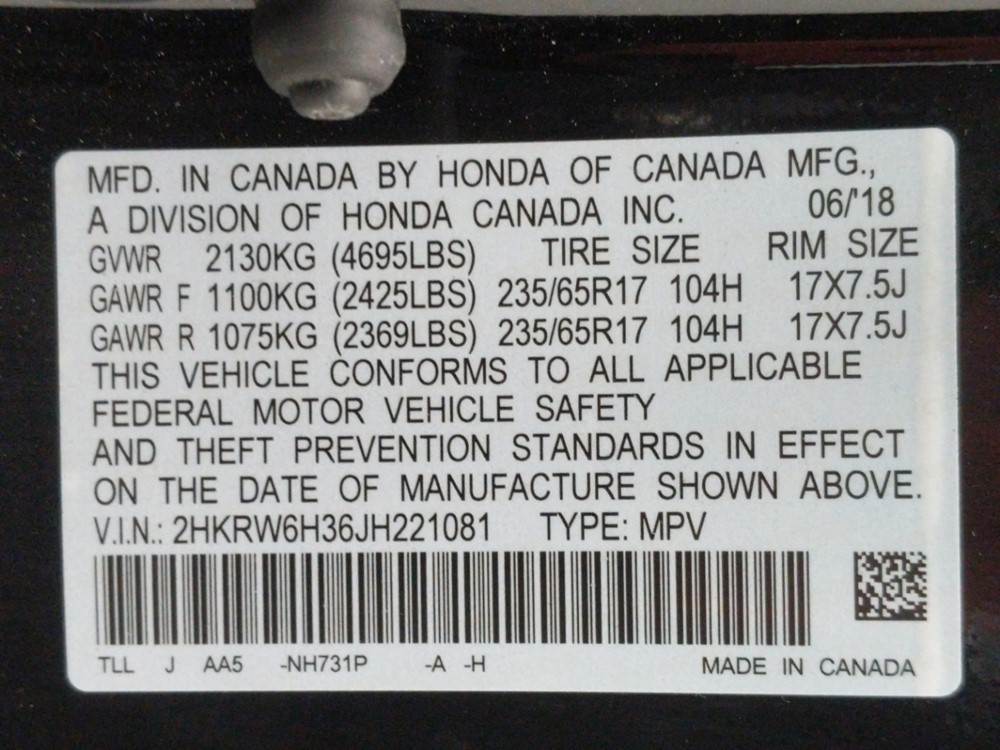 MFD. IN CANADA BY HONDA OF CANADA MFG.,
A DIVISION OF HONDA CANADA INC. 06/'18
GVWR 2130KG (4695LBS) TIRE SIZE RIM SIZE
GAWR F 1100KG (2425LBS) 235/65R17 104H 17X7.5J
GAWR R 1075KG (2369LBS) 235/65R17 104H 17X7.5J
THIS VEHICLE CONFORMS TO ALL APPLICABLE
FEDERAL MOTOR VEHICLE SAFETY
AND THEFT PREVENTION STANDARDS IN EFFECT
ON THE DATE OF MANUFACTURE SHOWN ABOVE.
V.I.N.: 2HKRW6H36JH221081 TYPE: MPV
TLL J AA5 -NH731P -A -H MADE IN CANADA